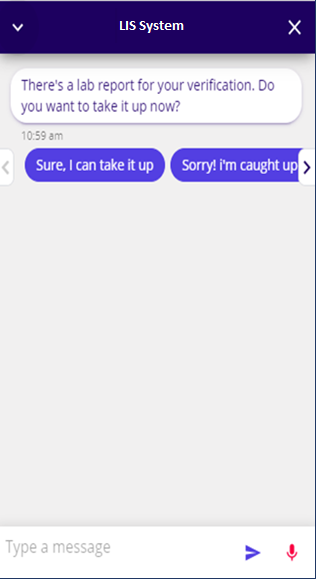 LIS System
There's a lab report for your verification. Do
you want to take it up now?
10:59 am
Sure, I can take it up
Sorry! i'm caught up
Type a message